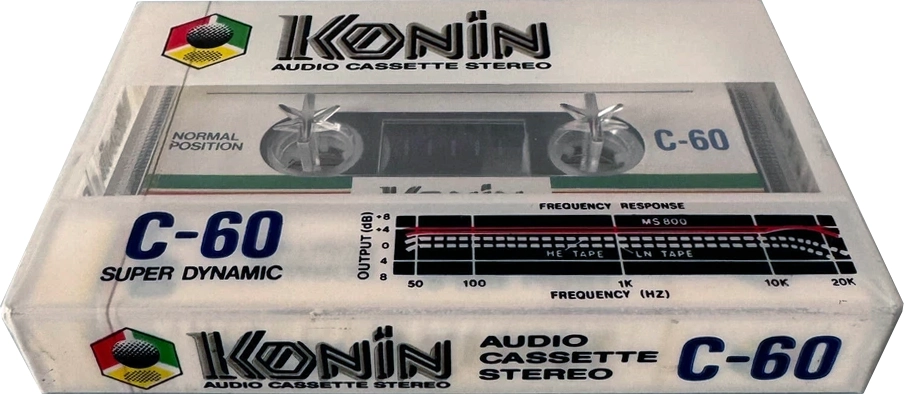 Konin
AUDIO CASSETTE STEREO
NORMAL
POSITION
C-60
Konin
C-60
SUPER DYNAMIC
FREQUENCY RESPONSE
OUTPUT (dB)
+8
+4
0
4
8
MS 800
HE TAPE
LN TAPE
50 100 1K 10K 20K
FREQUENCY (HZ)
Konin
AUDIO CASSETTE STEREO
AUDIO
CASSETTE
STEREO
C-60